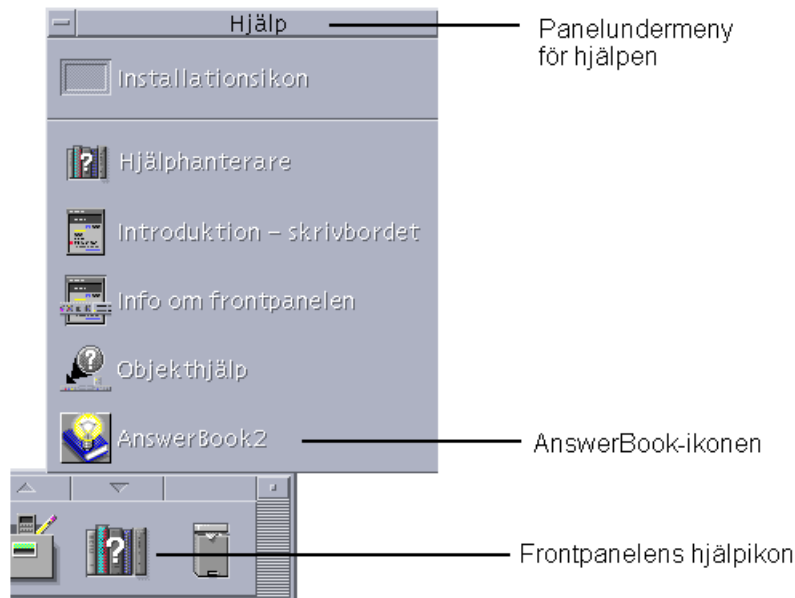 Hjälp
Panelundermeny
för hjälpen
Installationsikon
Hjälphanterare
Introduktion – skrivbordet
Info om frontpanelen
Objekthjälp
AnswerBook2
AnswerBook-ikonen
Frontpanelens hjälpikon